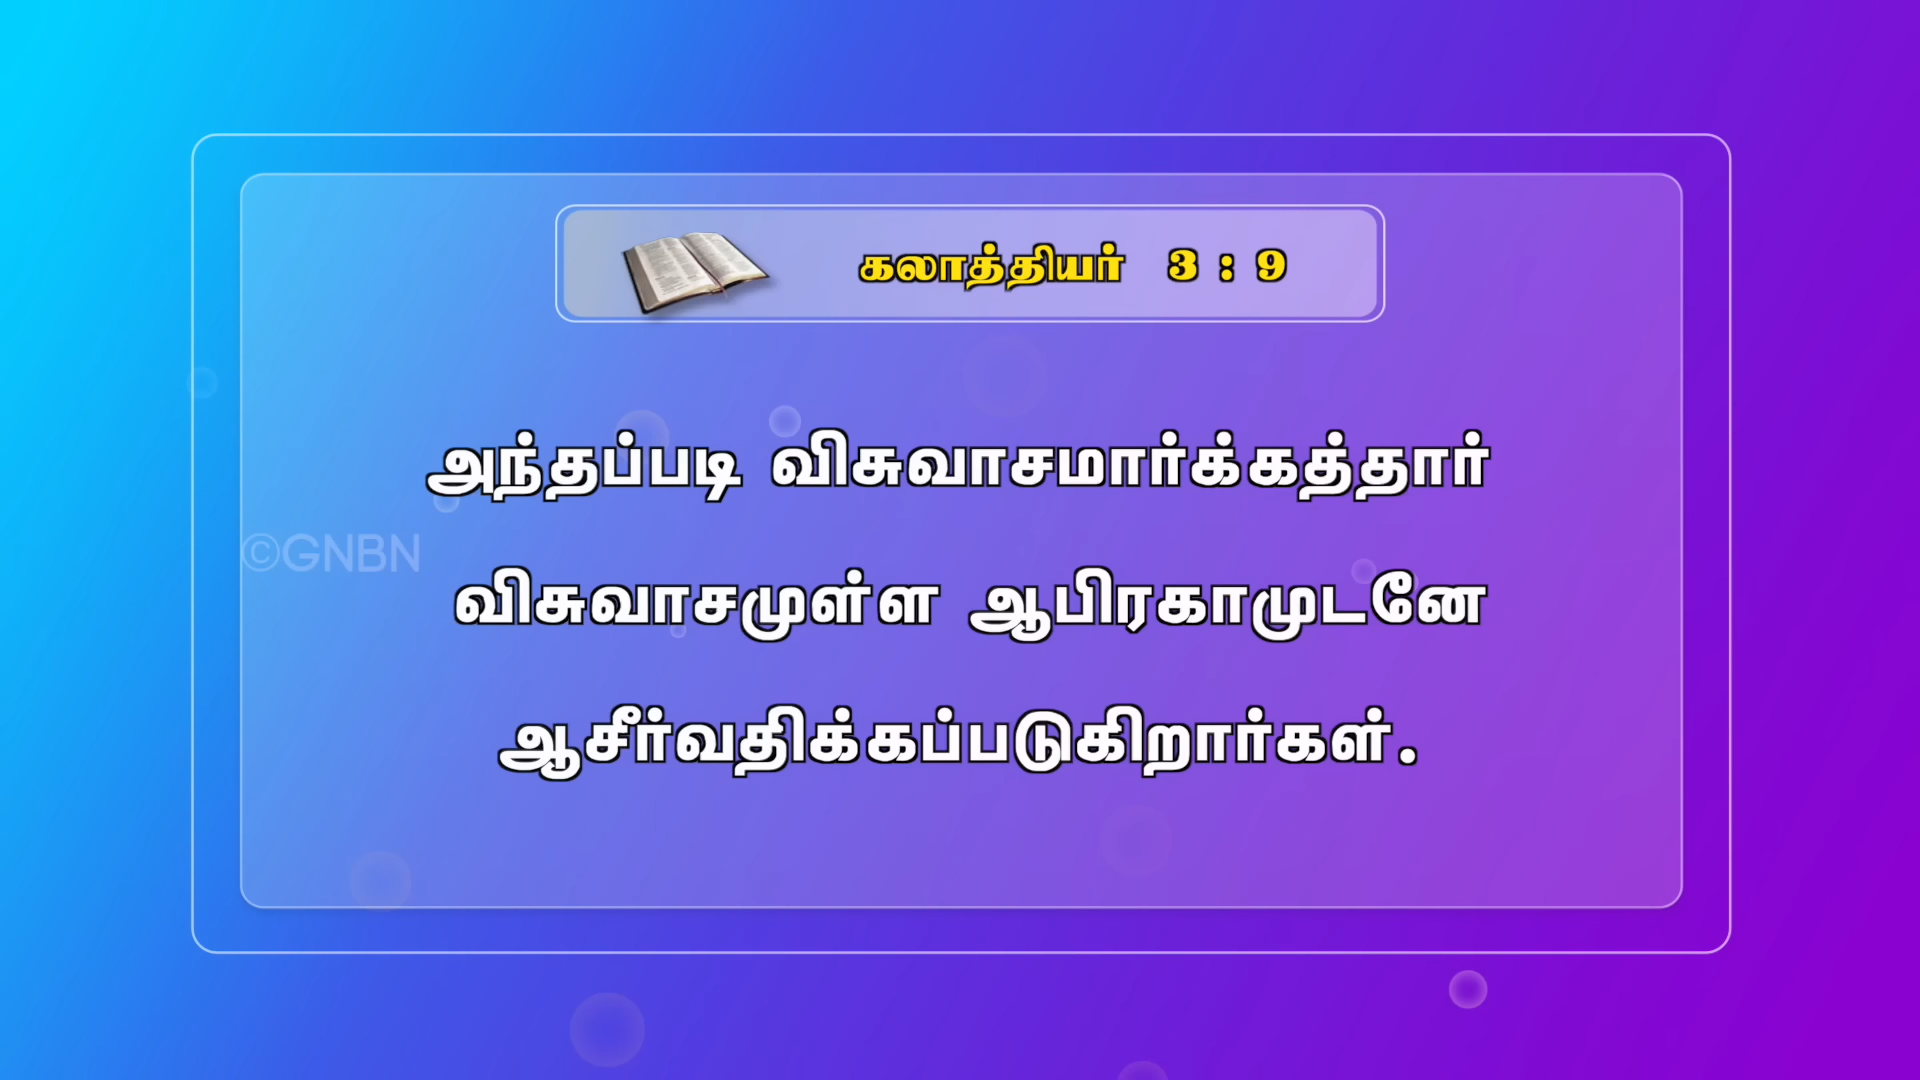 கலாத்தியர் 3 : 9
அந்தப்படி விசுவாசமார்க்கத்தார்
©GNBN
விசுவாசமுள்ள ஆபிரகாமுடனே
ஆசீர்வதிக்கப்படுகிறார்கள்.